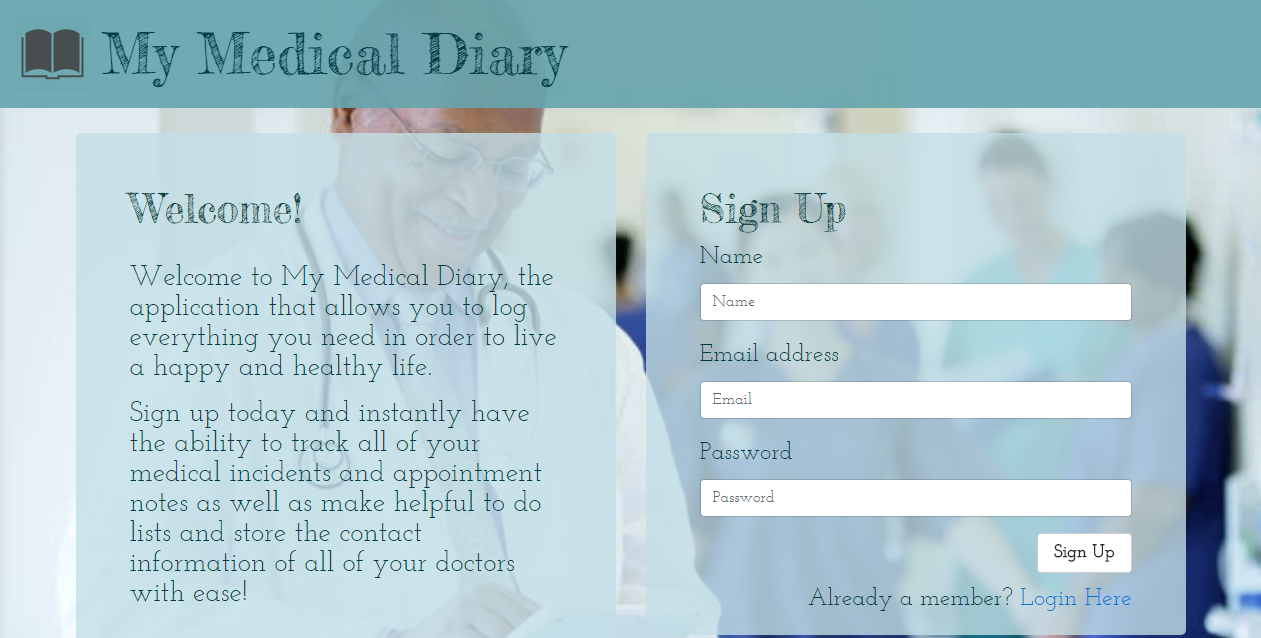 My Medical Diary
Welcome!
Welcome to My Medical Diary, the
application that allows you to log
everything you need in order to live
a happy and healthy life.
Sign up today and instantly have
the ability to track all of your
medical incidents and appointment
notes as well as make helpful to do
lists and store the contact
information of all of your doctors
with ease!
Sign Up
Name
Name
Email address
Email
Password
Password
Sign Up
Already a member? Login Here